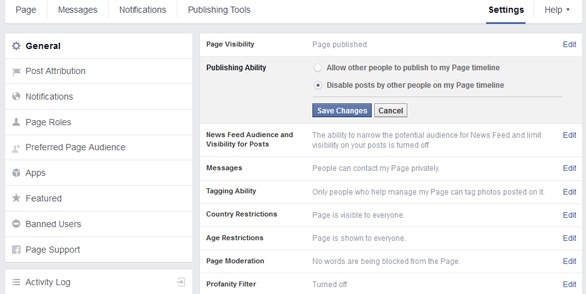 Page Messages Notifications Publishing Tools Settings Help
General
Post Attribution
Notifications
Page Roles
Preferred Page Audience
Apps
Featured
Banned Users
Page Support
Activity Log
Page Visibility Page published Edit
Publishing Ability Allow other people to publish to my Page timeline
Disable posts by other people on my Page timeline
Save Changes Cancel
News Feed Audience and The ability to narrow the potential audience for News Feed and limit Edit
Visibility for Posts visibility on your posts is turned off
Messages People can contact my Page privately. Edit
Tagging Ability Only people who help manage my Page can tag photos posted on it. Edit
Country Restrictions Page is visible to everyone. Edit
Age Restrictions Page is shown to everyone. Edit
Page Moderation No words are being blocked from the Page. Edit
Profanity Filter Turned off Edit